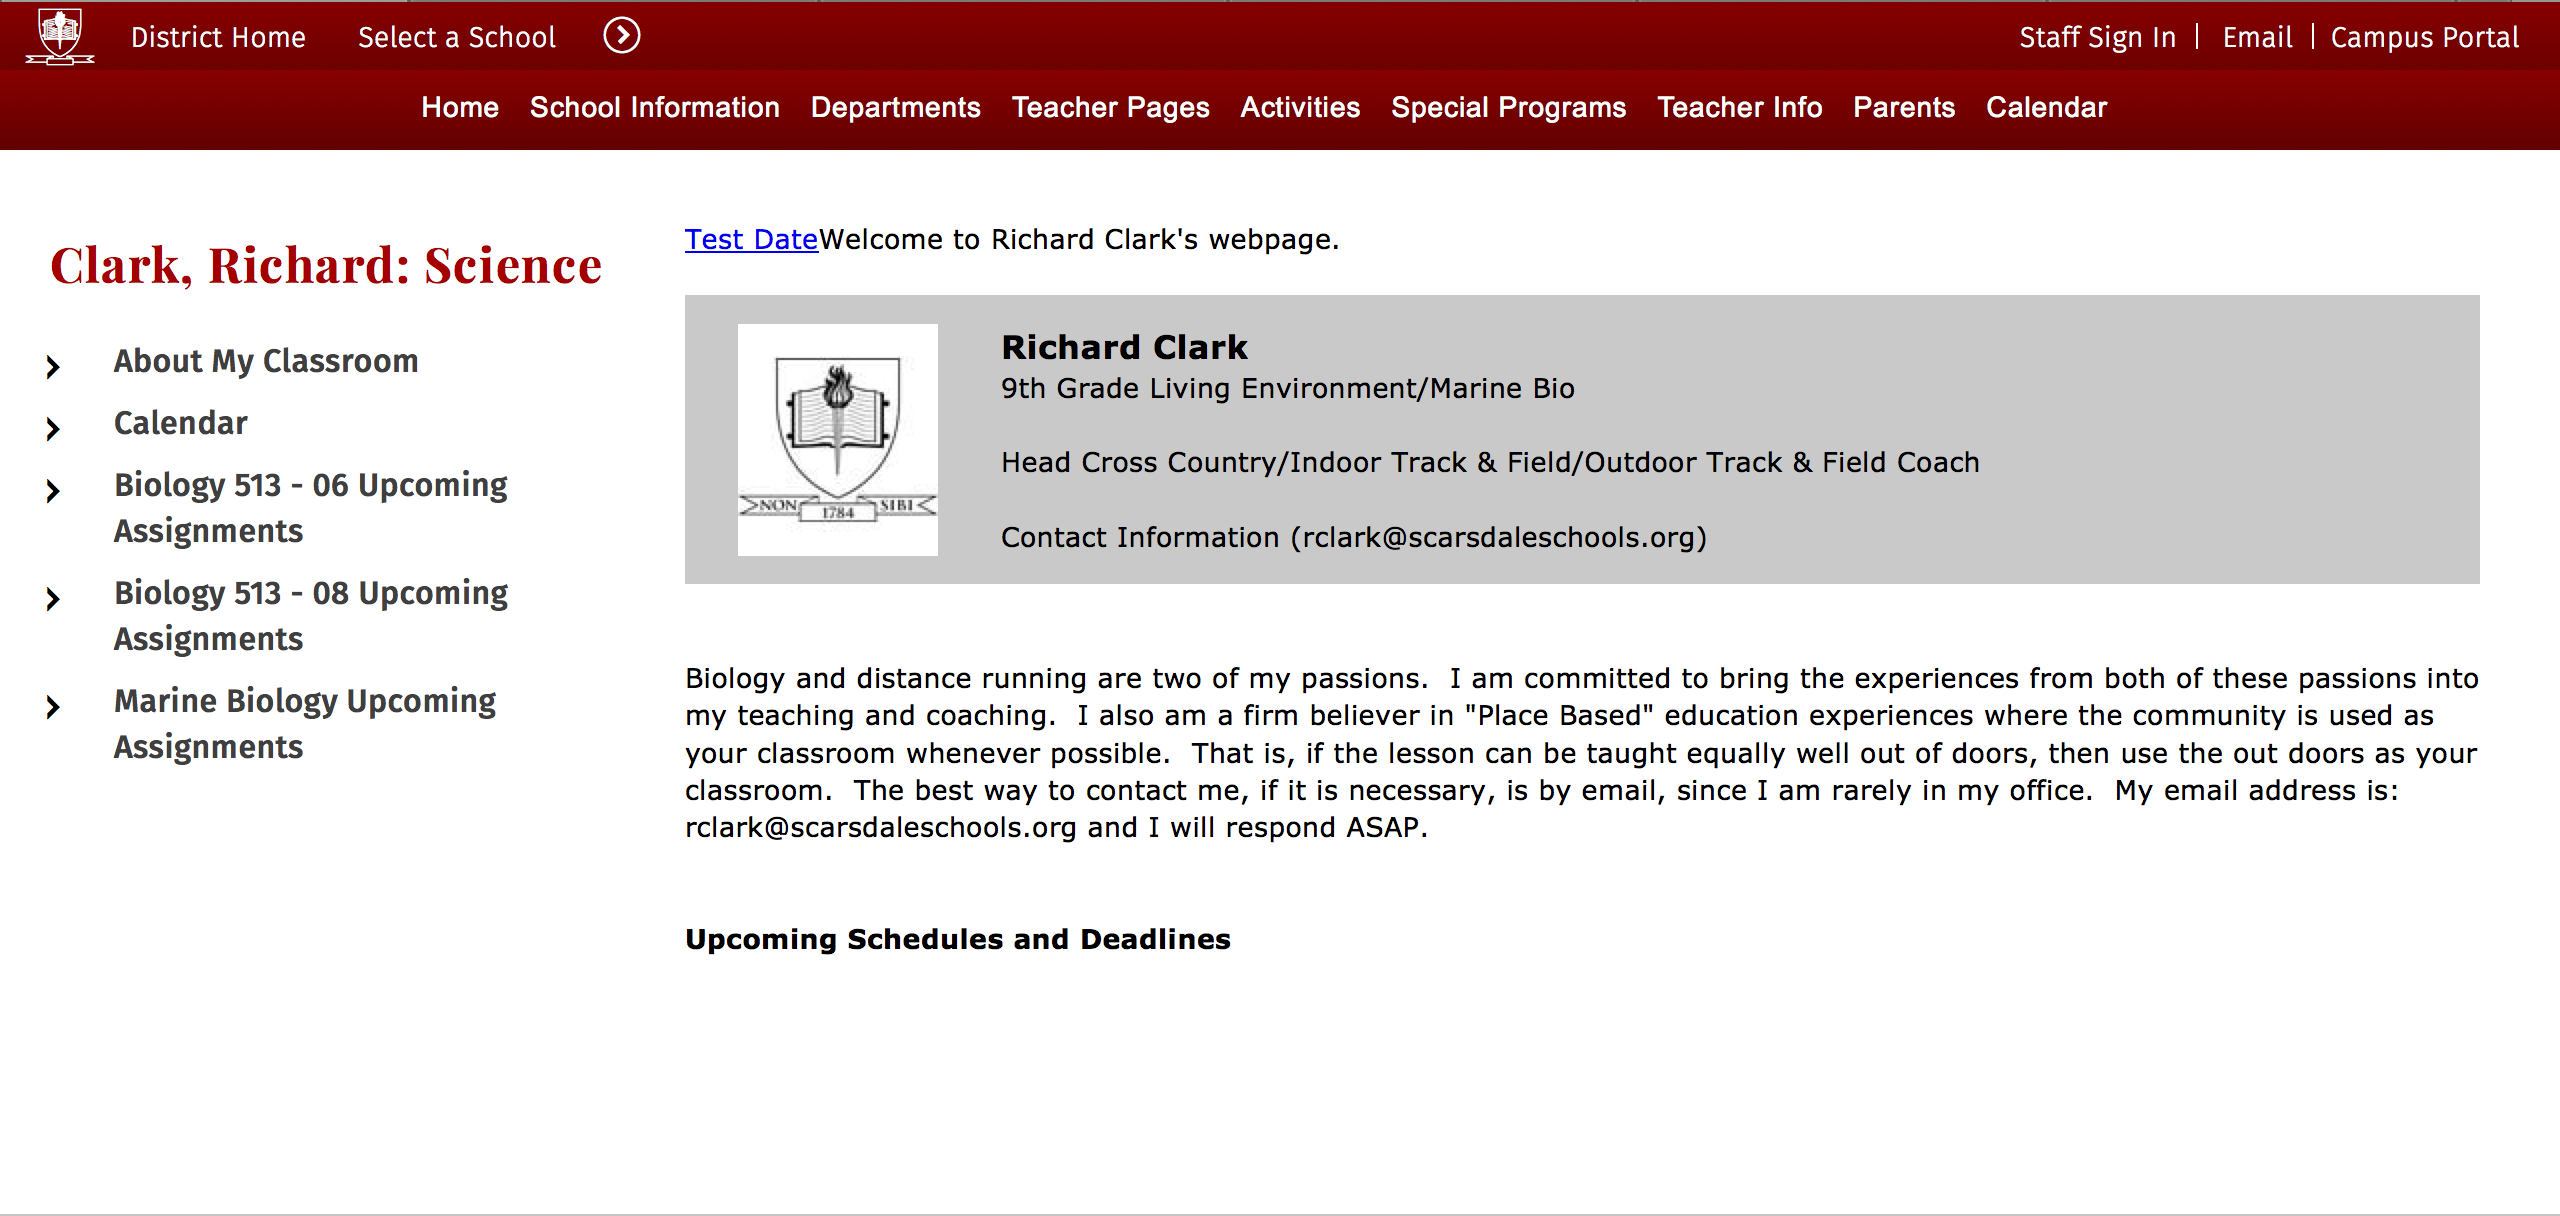 District Home Select a School Staff Sign In Email Campus Portal
Home School Information Departments Teacher Pages Activities Special Programs Teacher Info Parents Calendar
Clark, Richard: Science
About My Classroom
Calendar
Biology 513 - 06 Upcoming
Assignments
Biology 513 - 08 Upcoming
Assignments
Marine Biology Upcoming
Assignments
Test DateWelcome to Richard Clark's webpage.
NON SIBI
1784
Richard Clark
9th Grade Living Environment/Marine Bio
Head Cross Country/Indoor Track & Field/Outdoor Track & Field Coach
Contact Information (rclark@scarsdaleschools.org)
Biology and distance running are two of my passions.  I am committed to bring the experiences from both of these passions into
my teaching and coaching.  I also am a firm believer in "Place Based" education experiences where the community is used as
your classroom whenever possible.  That is, if the lesson can be taught equally well out of doors, then use the out doors as your
classroom.  The best way to contact me, if it is necessary, is by email, since I am rarely in my office.  My email address is:
rclark@scarsdaleschools.org and I will respond ASAP.
Upcoming Schedules and Deadlines